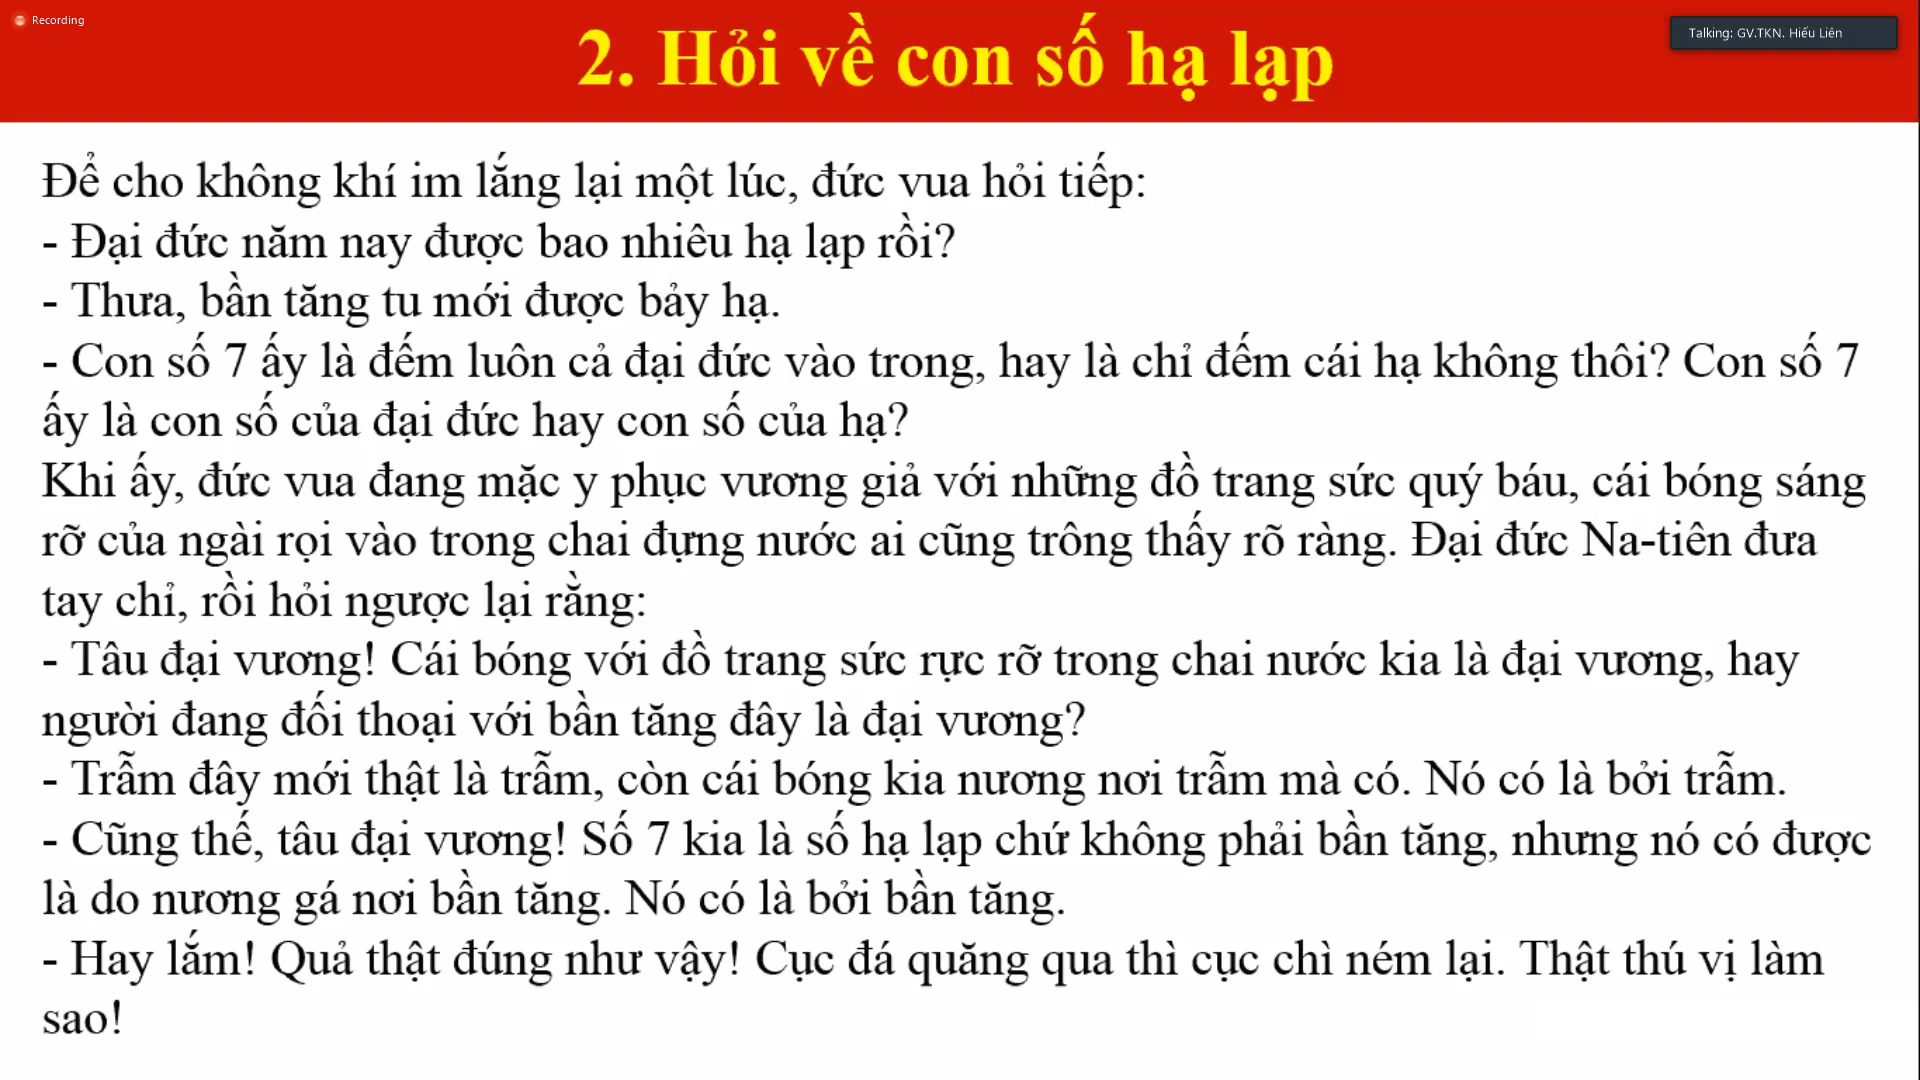 Recording
Talking: GV.TKN. Hiếu Liên
2. Hỏi về con số hạ lạp
Để cho không khí im lắng lại một lúc, đức vua hỏi tiếp:
- Đại đức năm nay được bao nhiêu hạ lạp rồi?
- Thưa, bần tăng tu mới được bảy hạ.
- Con số 7 ấy là đếm luôn cả đại đức vào trong, hay là chỉ đếm cái hạ không thôi? Con số 7
ấy là con số của đại đức hay con số của hạ?
Khi ấy, đức vua đang mặc y phục vương giả với những đồ trang sức quý báu, cái bóng sáng
rỡ của ngài rọi vào trong chai đựng nước ai cũng trông thấy rõ ràng. Đại đức Na-tiên đưa
tay chỉ, rồi hỏi ngược lại rằng:
- Tâu đại vương! Cái bóng với đồ trang sức rực rỡ trong chai nước kia là đại vương, hay
người đang đối thoại với bần tăng đây là đại vương?
- Trẫm đây mới thật là trẫm, còn cái bóng kia nương nơi trẫm mà có. Nó có là bởi trẫm.
- Cũng thế, tâu đại vương! Số 7 kia là số hạ lạp chứ không phải bần tăng, nhưng nó có được
là do nương gá nơi bần tăng. Nó có là bởi bần tăng.
- Hay lắm! Quả thật đúng như vậy! Cục đá quăng qua thì cục chì ném lại. Thật thú vị làm
sao!